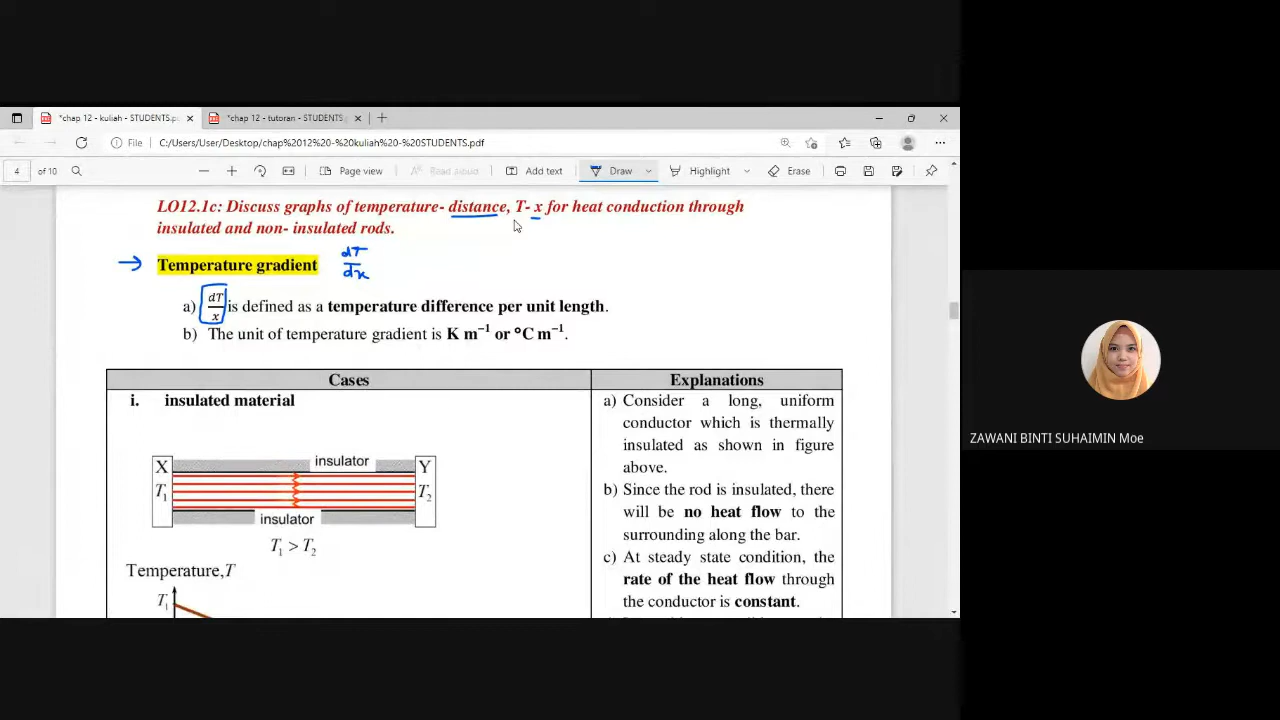 *chap 12 - kuliah - STUDENTS.p
*chap 12 - tutoran - STUDENTS
File
C:/Users/User/Desktop/chap%2012%20-%20kuliah%20-%20STUDENTS.pdf
4 of 10
Page view
Read aloud
Add text
Draw
Highlight
Erase
LO12.1c: Discuss graphs of temperature- distance, T- x for heat conduction through
insulated and non- insulated rods.
→ Temperature gradient dT/dx
a) dT/x is defined as a temperature difference per unit length.
b) The unit of temperature gradient is K m⁻¹ or °C m⁻¹.
Cases
Explanations
i. insulated material
insulator
X
Y
T₁
T₂
insulator
T₁ > T₂
Temperature,T
T₁
a) Consider a long, uniform
conductor which is thermally
insulated as shown in figure
above.
b) Since the rod is insulated, there
will be no heat flow to the
surrounding along the bar.
c) At steady state condition, the
rate of the heat flow through
the conductor is constant.
ZAWANI BINTI SUHAIMIN Moe